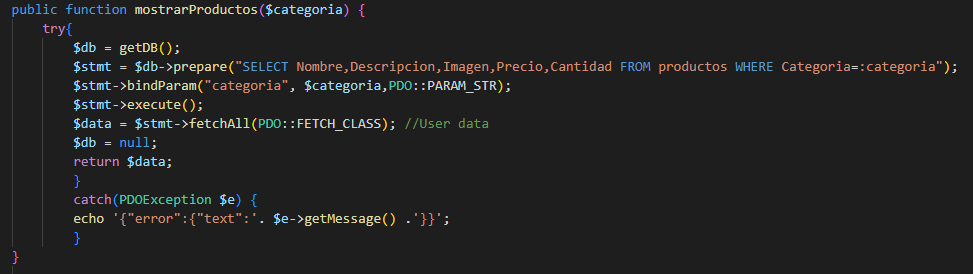 public function mostrarProductos($categoria) {
try{
$db = getDB();
$stmt = $db->prepare("SELECT Nombre,Descripcion,Imagen,Precio,Cantidad FROM productos WHERE Categoria=:categoria");
$stmt->bindParam("categoria", $categoria,PDO::PARAM_STR);
$stmt->execute();
$data = $stmt->fetchAll(PDO::FETCH_CLASS); //User data
$db = null;
return $data;
}
catch(PDOException $e) {
echo '{"error":{"text":'. $e->getMessage() .'}}';
}
}